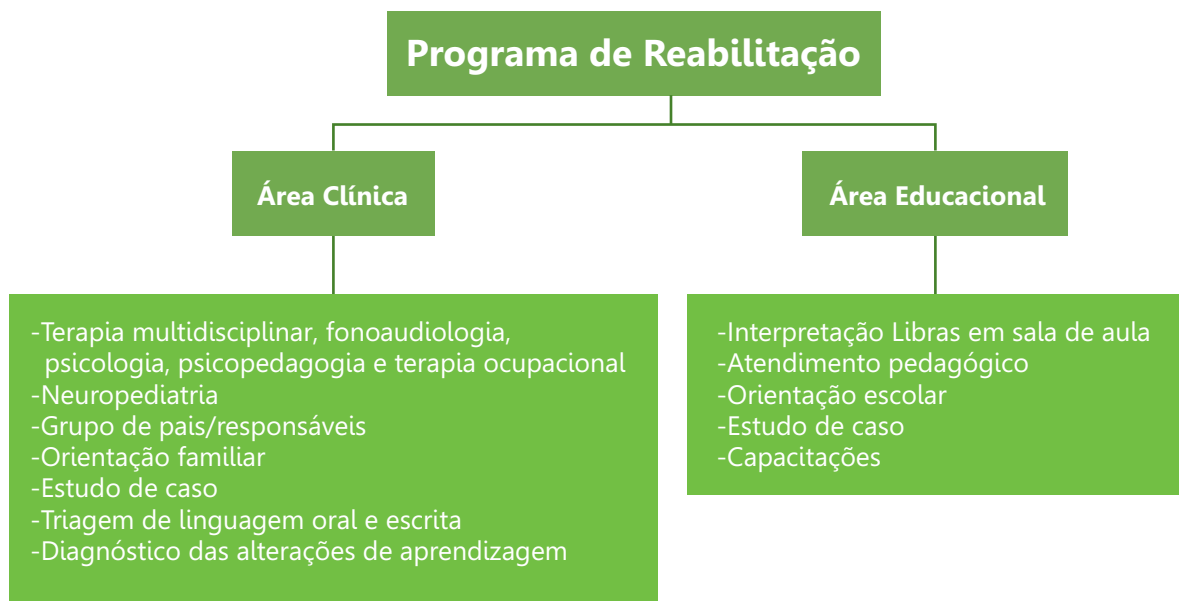 Programa de Reabilitação
Área Clínica
-Terapia multidisciplinar, fonoaudiologia,
psicologia, psicopedagogia e terapia ocupacional
-Neuropediatria
-Grupo de pais/responsáveis
-Orientação familiar
-Estudo de caso
-Triagem de linguagem oral e escrita
-Diagnóstico das alterações de aprendizagem
Área Educacional
-Interpretação Libras em sala de aula
-Atendimento pedagógico
-Orientação escolar
-Estudo de caso
-Capacitações